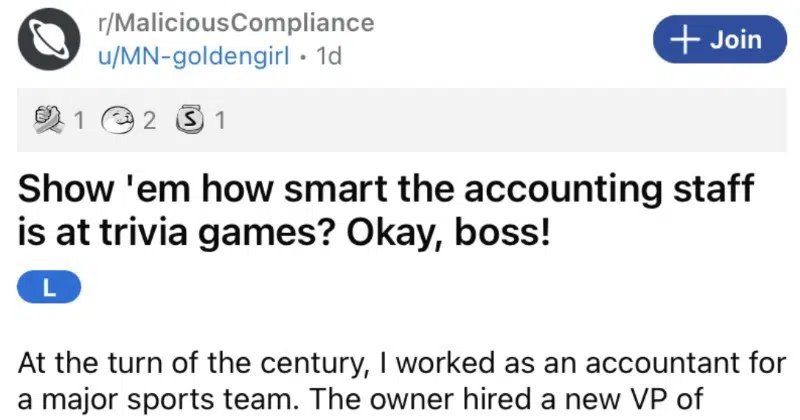 r/MaliciousCompliance
u/MN-goldengirl • 1d
+ Join
1 2 S 1
Show 'em how smart the accounting staff
is at trivia games? Okay, boss!
L
At the turn of the century, I worked as an accountant for
a major sports team. The owner hired a new VP of